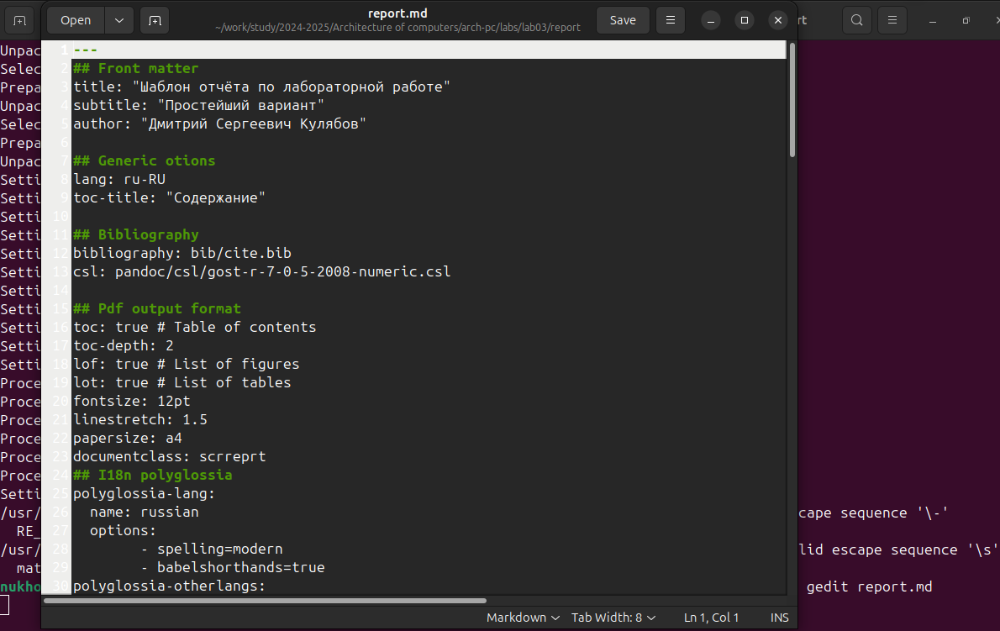 Open
report.md
~/work/study/2024-2025/Architecture of computers/arch-pc/labs/lab03/report
Save
rt
1 ---
2 ## Front matter
3 title: "Шаблон отчёта по лабораторной работе"
4 subtitle: "Простейший вариант"
5 author: "Дмитрий Сергеевич Кулябов"
6
7 ## Generic otions
8 lang: ru-RU
9 toc-title: "Содержание"
10
11 ## Bibliography
12 bibliography: bib/cite.bib
13 csl: pandoc/csl/gost-r-7-0-5-2008-numeric.csl
14
15 ## Pdf output format
16 toc: true # Table of contents
17 toc-depth: 2
18 lof: true # List of figures
19 lot: true # List of tables
20 fontsize: 12pt
21 linestretch: 1.5
22 papersize: a4
23 documentclass: scrreprt
24 ## I18n polyglossia
25 polyglossia-lang:
26   name: russian
27   options:
28         - spelling=modern
29         - babelshorthands=true
30 polyglossia-otherlangs:
Markdown Tab Width: 8 Ln 1, Col 1 INS
Unpac
Selec
Prepa
Unpac
Selec
Prepa
Unpac
Setti
Setti
Setti
Setti
Setti
Setti
Setti
Setti
Setti
Setti
Setti
Proce
Proce
Proce
Proce
Proce
Proce
Setti
/usr/ cape sequence '\-'
RE_
/usr/ lid escape sequence '\s'
mat
nukho gedit report.md